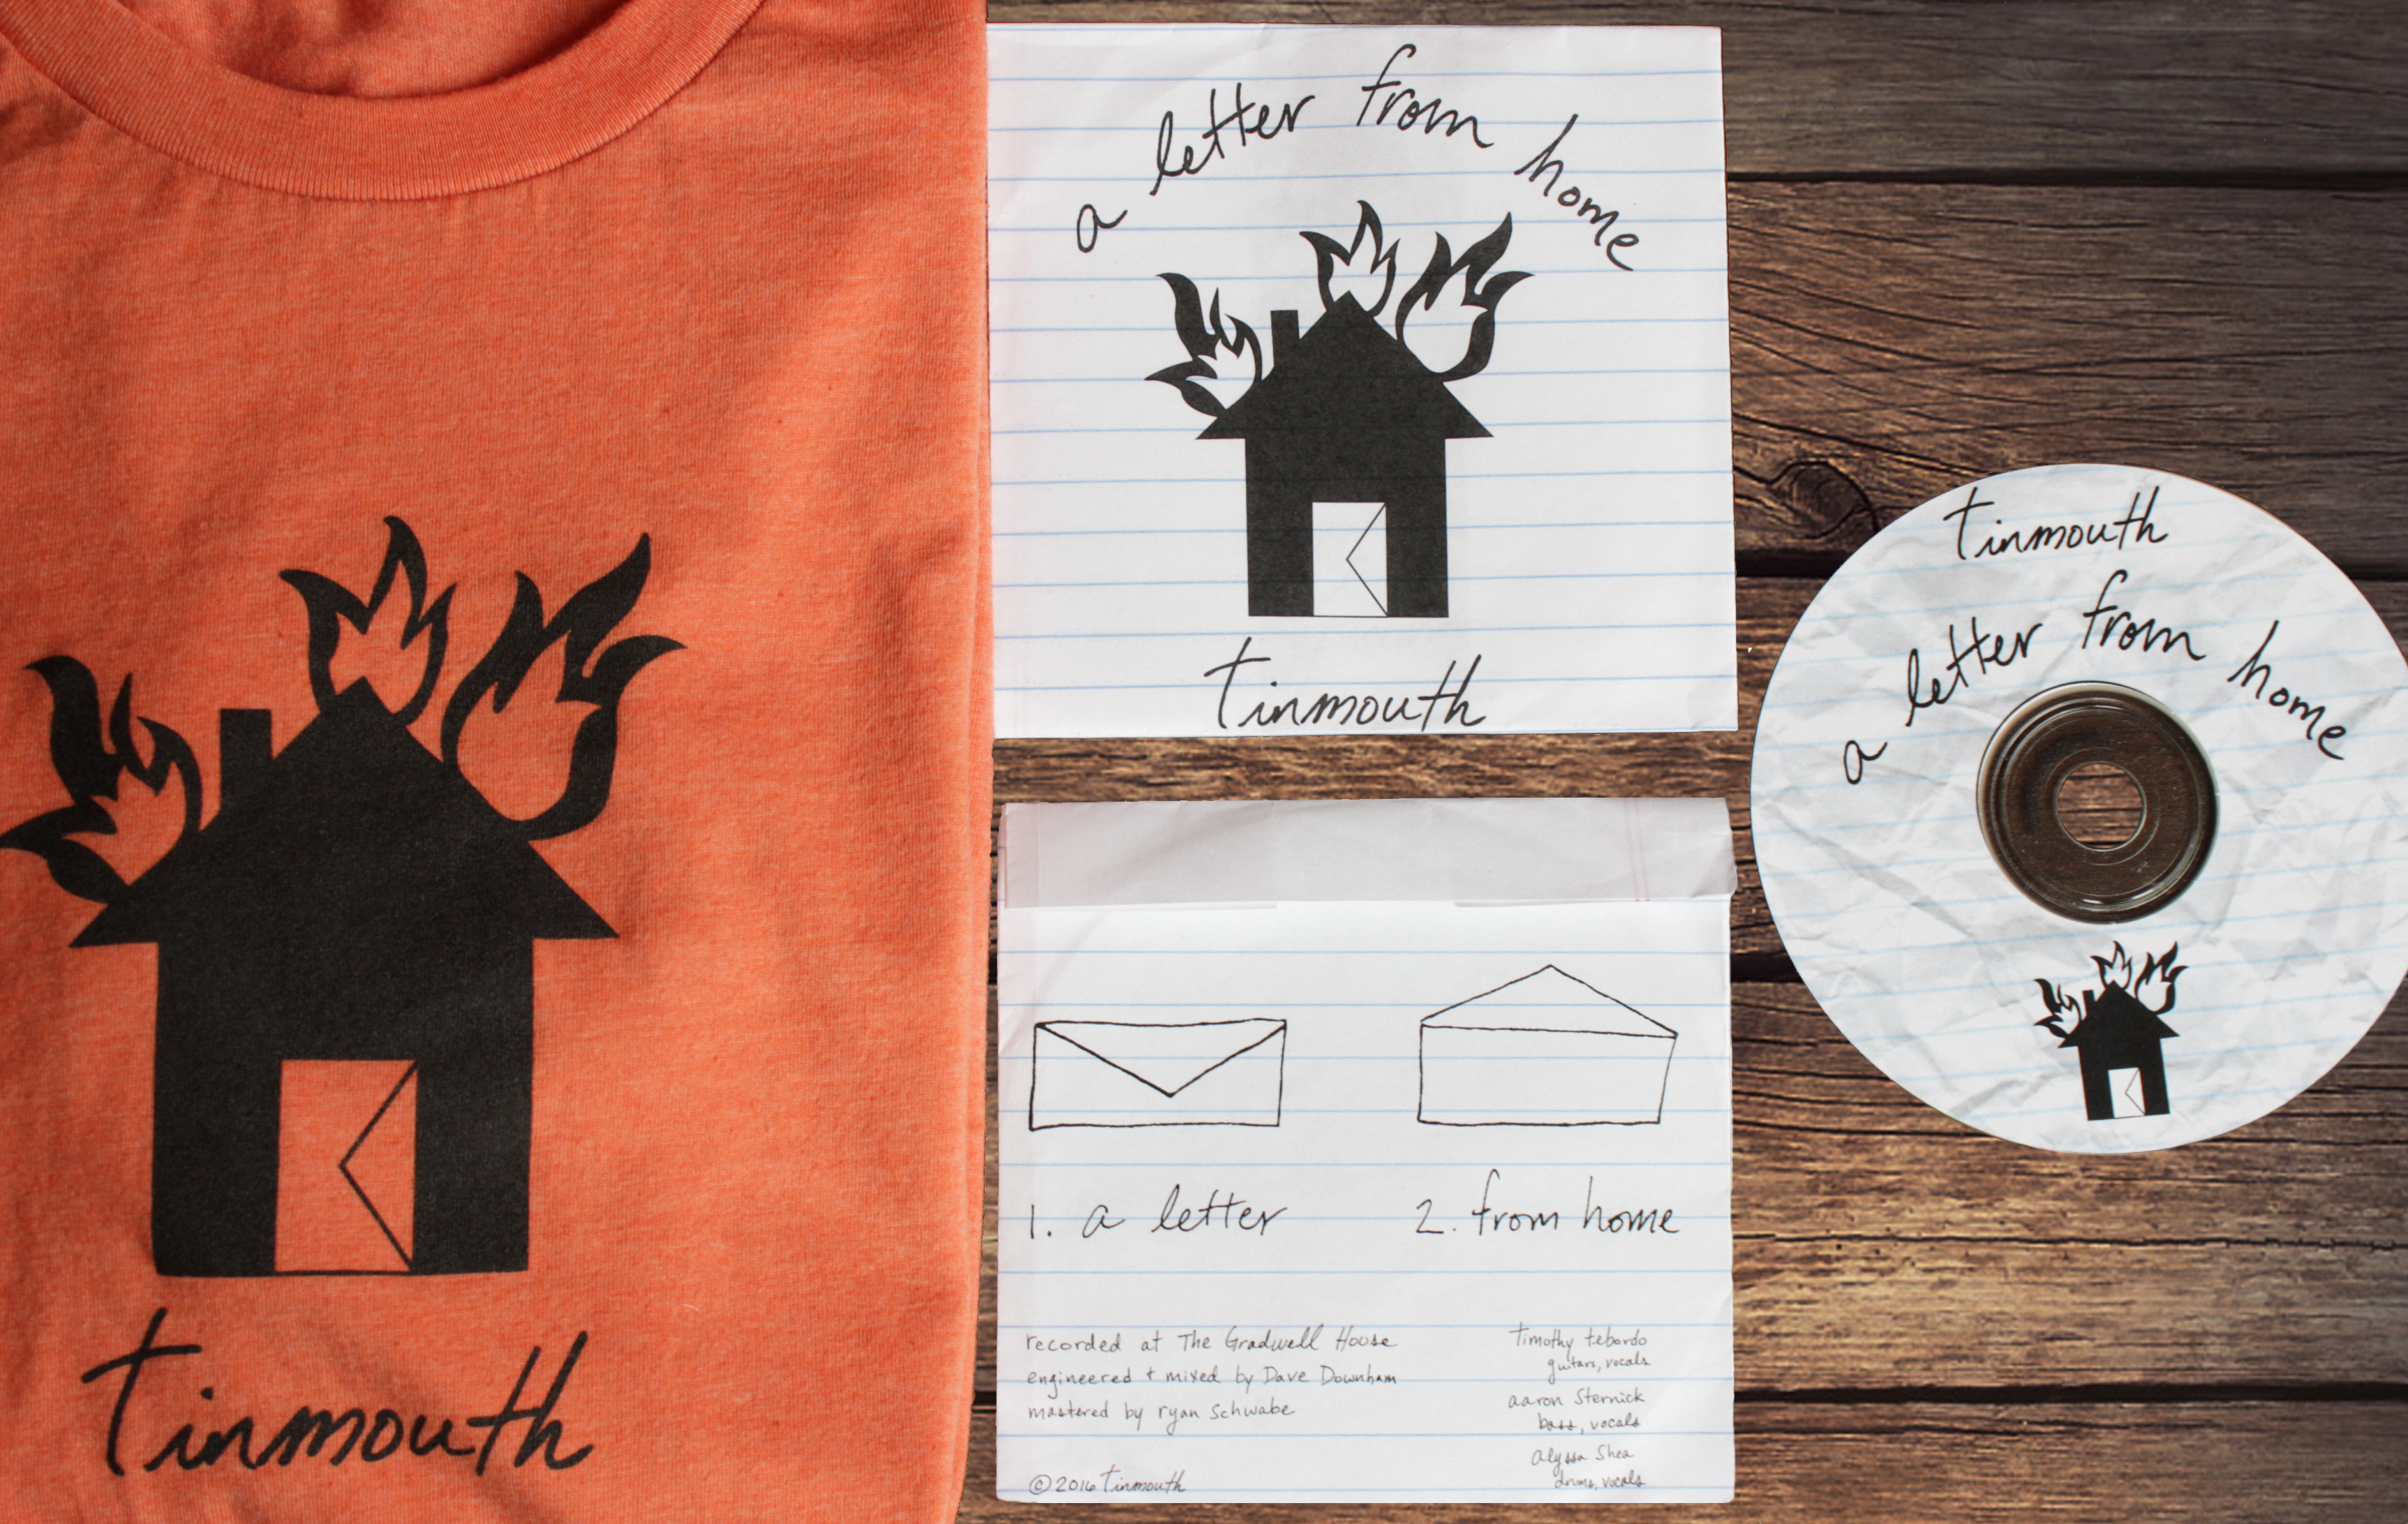 tinmouth
a letter from home
tinmouth
1. a letter
2. from home
recorded at The Gradwell House
engineered + mixed by Dave Downham
mastered by ryan schwabe
© 2016 tinmouth
timothy tebordo
guitars, vocals
aaron sternick
bass, vocals
alyssa shea
drums, vocals
tinmouth
a letter from home